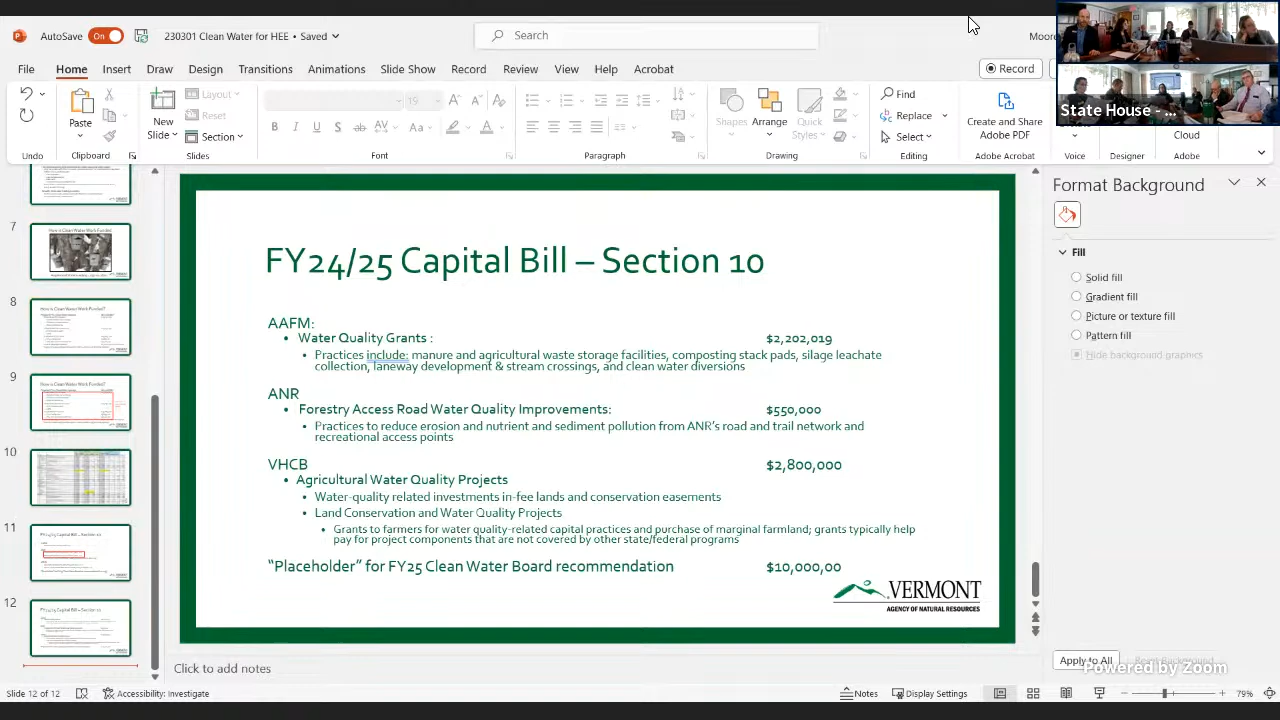 AutoSave On 230301 Clean Water for HEE • Saved Search Moore
State House - ...
File Home Insert Draw Design Transitions Animations Slide Show Record Review View Help Acrobat Record
Paste New Slide Layout Reset Section Shapes Arrange Quick Styles Find Replace Select Create and Share Adobe PDF Cloud
Undo Clipboard Slides Font Paragraph Drawing Editing Adobe Acrobat Voice Designer Adobe
7
8
9
10
11
12
FY24/25 Capital Bill – Section 10
AAFM:
• Water Quality Grants : $2,202,019
• Practices include: manure and agricultural waste storage facilities, composting stack pads, silage leachate
collection, laneway development & stream crossings, and clean water diversions
ANR
• Forestry Access Road Water Quality Improvements: $550,000
• Practices to reduce erosion and nutrient and sediment pollution from ANR's road and trail network and
recreational access points
VHCB $2,800,000
• Agricultural Water Quality Projects
• Water-quality related investments in fee lands and conservation easements
• Land Conservation and Water Quality Projects
• Grants to farmers for water quality-related capital practices and purchase of marginal farmland; grants typically help
pay for project components that are not covered by other state/federal programs
"Placeholder" for FY25 Clean Water Board recommendation $10,000,00
VERMONT
AGENCY OF NATURAL RESOURCES
Format Background
Fill
Solid fill
Gradient fill
Picture or texture fill
Pattern fill
Hide background graphics
Apply to All Reset Background
Powered by Zoom
Click to add notes
Slide 12 of 12 Accessibility: Investigate Notes Display Settings 79%